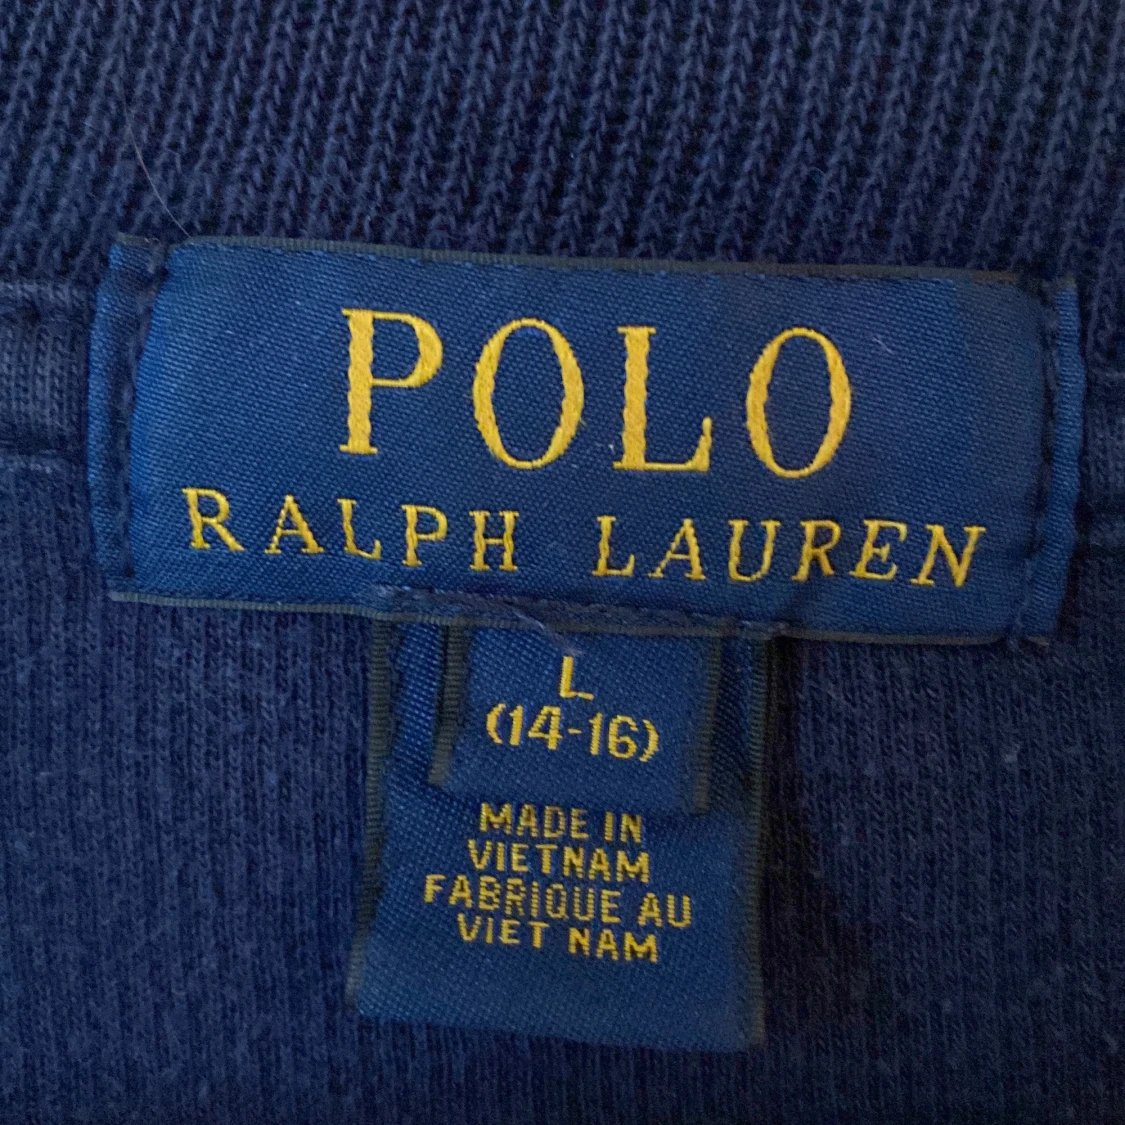 POLO
RALPH LAUREN
L
(14-16)
MADE IN
VIETNAM
FABRIQUE AU
VIET NAM